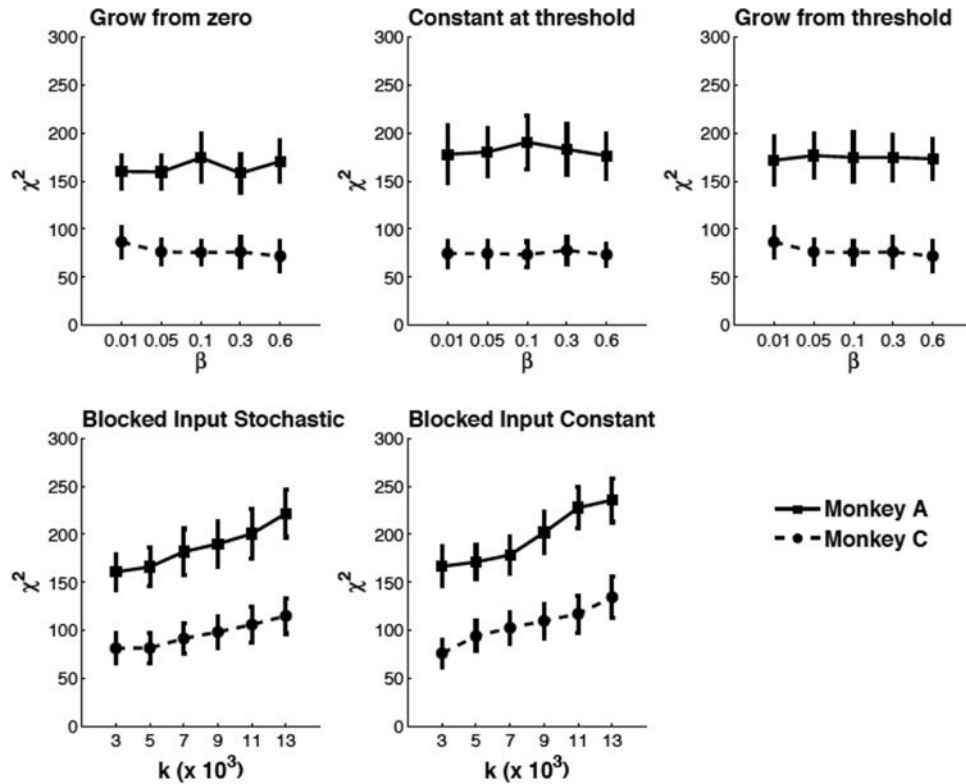 Grow from zero
Constant at threshold
Grow from threshold
300
250
200
150
100
50
0
χ²
0.01 0.05 0.1 0.3 0.6
β
300
250
200
150
100
50
0
χ²
0.01 0.05 0.1 0.3 0.6
β
300
250
200
150
100
50
0
χ²
0.01 0.05 0.1 0.3 0.6
β
Blocked Input Stochastic
Blocked Input Constant
300
250
200
150
100
50
0
χ²
3 5 7 9 11 13
k (x 10³)
300
250
200
150
100
50
0
χ²
3 5 7 9 11 13
k (x 10³)
Monkey A
Monkey C